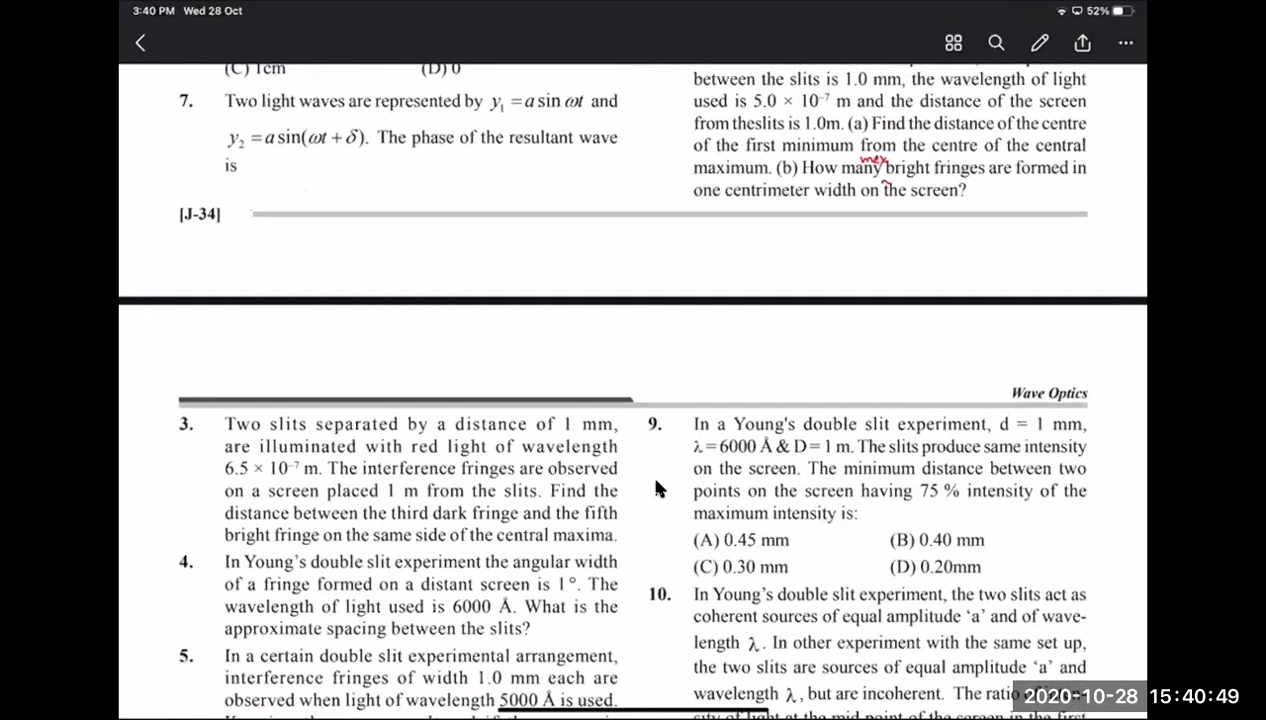 3:40 PM Wed 28 Oct
52%
(C) 1cm (D) 0
7. Two light waves are represented by y₁ = a sin ωt and
y₂ = a sin(ωt + δ). The phase of the resultant wave
is
[J-34]
between the slits is 1.0 mm, the wavelength of light
used is 5.0 × 10⁻⁷ m and the distance of the screen
from theslits is 1.0m. (a) Find the distance of the centre
of the first minimum from the centre of the central
maximum. (b) How many bright fringes are formed in
one centrimeter width on the screen?
Wave Optics
3. Two slits separated by a distance of 1 mm,
are illuminated with red light of wavelength
6.5 × 10⁻⁷ m. The interference fringes are observed
on a screen placed 1 m from the slits. Find the
distance between the third dark fringe and the fifth
bright fringe on the same side of the central maxima.
4. In Young's double slit experiment the angular width
of a fringe formed on a distant screen is 1°. The
wavelength of light used is 6000 Å. What is the
approximate spacing between the slits?
5. In a certain double slit experimental arrangement,
interference fringes of width 1.0 mm each are
observed when light of wavelength 5000 Å is used.
9. In a Young's double slit experiment, d = 1 mm,
λ = 6000 Å & D = 1 m. The slits produce same intensity
on the screen. The minimum distance between two
points on the screen having 75 % intensity of the
maximum intensity is:
(A) 0.45 mm (B) 0.40 mm
(C) 0.30 mm (D) 0.20mm
10. In Young's double slit experiment, the two slits act as
coherent sources of equal amplitude 'a' and of wave-
length λ. In other experiment with the same set up,
the two slits are sources of equal amplitude 'a' and
wavelength λ, but are incoherent. The ratio
2020-10-28 15:40:49